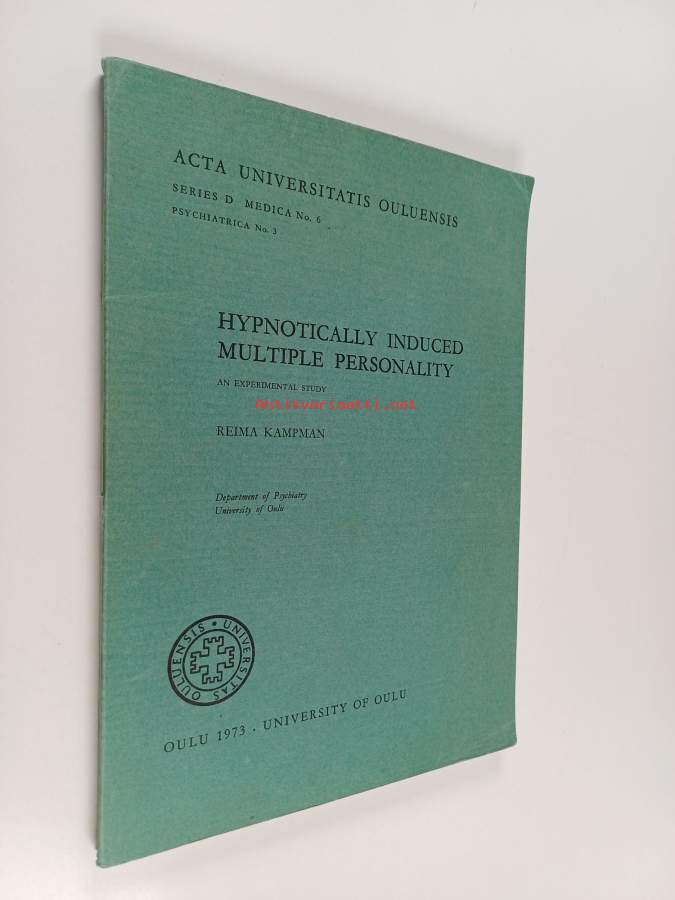 ACTA UNIVERSITATIS OULUENSIS
SERIES D MEDICA No. 6
PSYCHIATRICA No. 3
HYPNOTICALLY INDUCED
MULTIPLE PERSONALITY
AN EXPERIMENTAL STUDY
Antikvariaatti.net
REIMA KAMPMAN
Department of Psychiatry
University of Oulu
UNIVERSITAS OULUENSIS
OULU 1973 . UNIVERSITY OF OULU